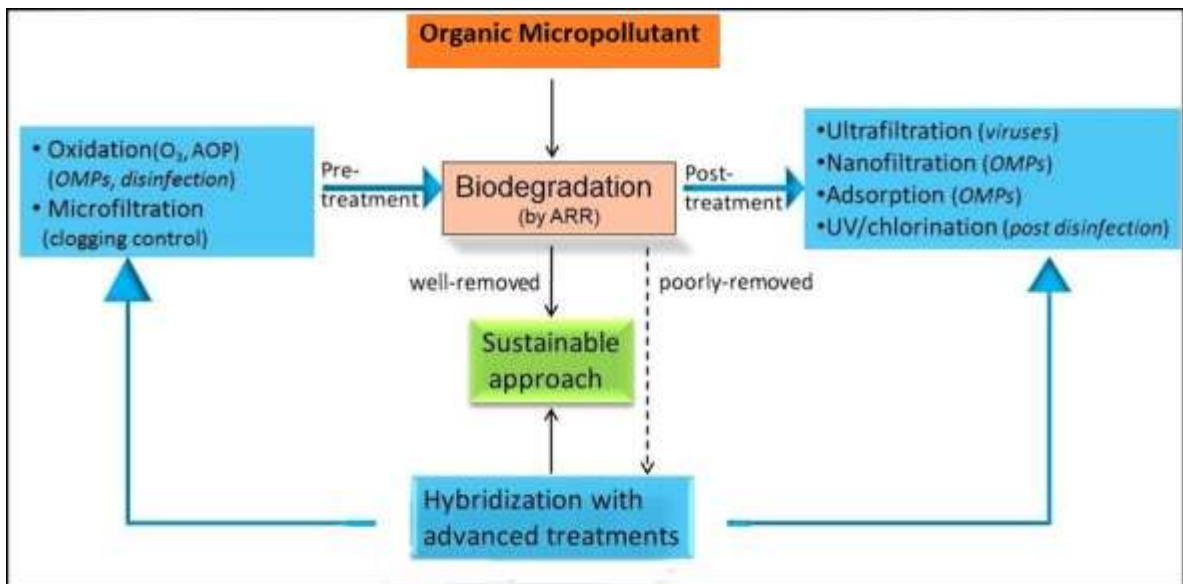 Organic Micropollutant
• Oxidation(O₃, AOP)
(OMPs, disinfection)
• Microfiltration
(clogging control)
Pre-
treatment
Biodegradation
(by ARR)
Post-
treatment
•Ultrafiltration (viruses)
•Nanofiltration (OMPs)
•Adsorption (OMPs)
•UV/chlorination (post disinfection)
well-removed
poorly-removed
Sustainable
approach
Hybridization with
advanced treatments